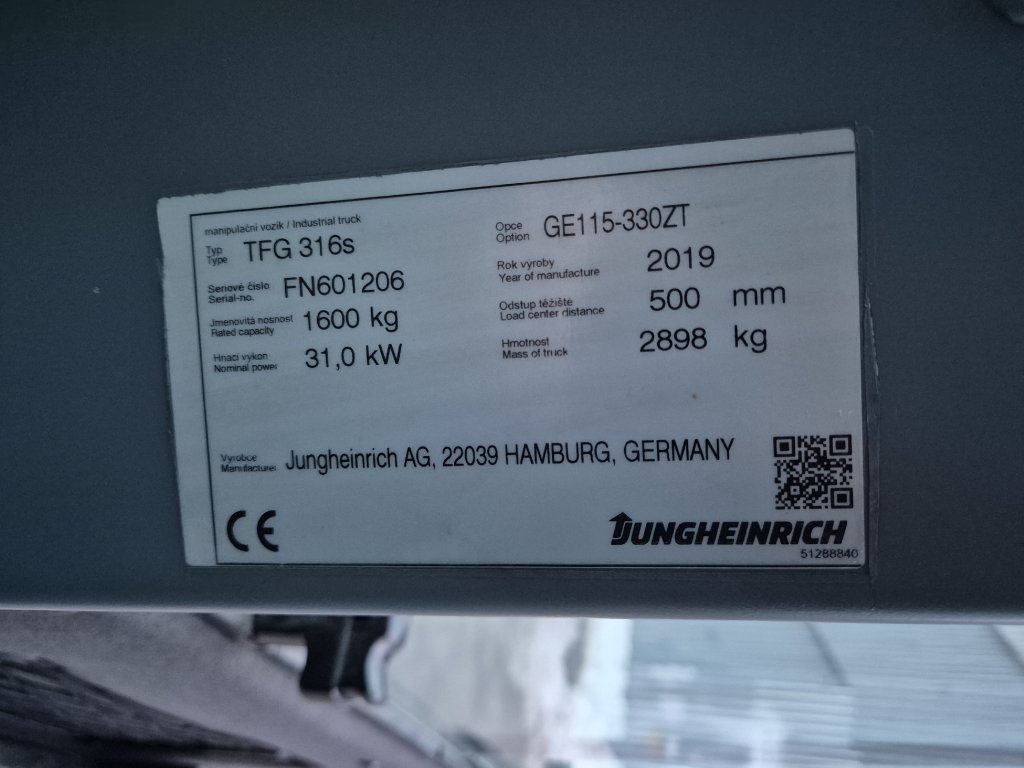 manipulační vozík / Industrial truck
Typ
Type TFG 316s
Opce
Option GE115-330ZT
Seriové číslo
Serial-no. FN601206
Rok výroby
Year of manufacture 2019
Jmenovitá nosnost
Rated capacity 1600 kg
Odstup těžiště
Load center distance 500 mm
Hnací výkon
Nominal power 31,0 kW
Hmotnost
Mass of truck 2898 kg
Výrobce
Manufacturer Jungheinrich AG, 22039 HAMBURG, GERMANY
CE
JUNGHEINRICH
51288840